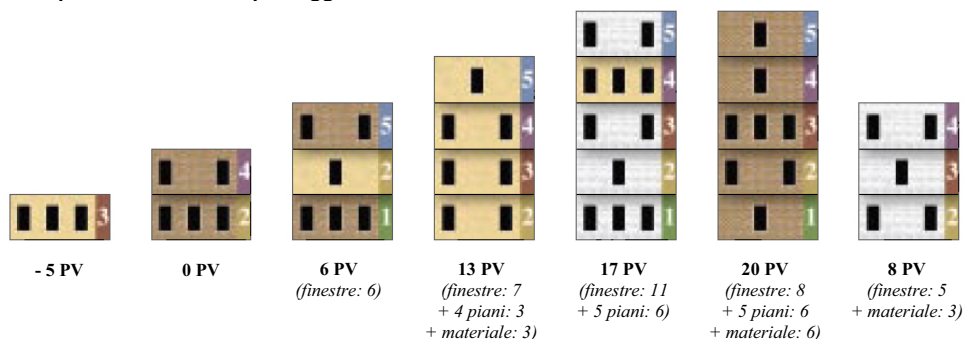 5
5
4
5
4
4
5
3
3
3
4
4
2
3
2
2
3
3
2
1
2
1
1
2
- 5 PV
0 PV
6 PV
13 PV
17 PV
20 PV
8 PV
(finestre: 6)
(finestre: 7
+ 4 piani: 3
+ materiale: 3)
(finestre: 11
+ 5 piani: 6)
(finestre: 8
+ 5 piani: 6
+ materiale: 6)
(finestre: 5
+ materiale: 3)